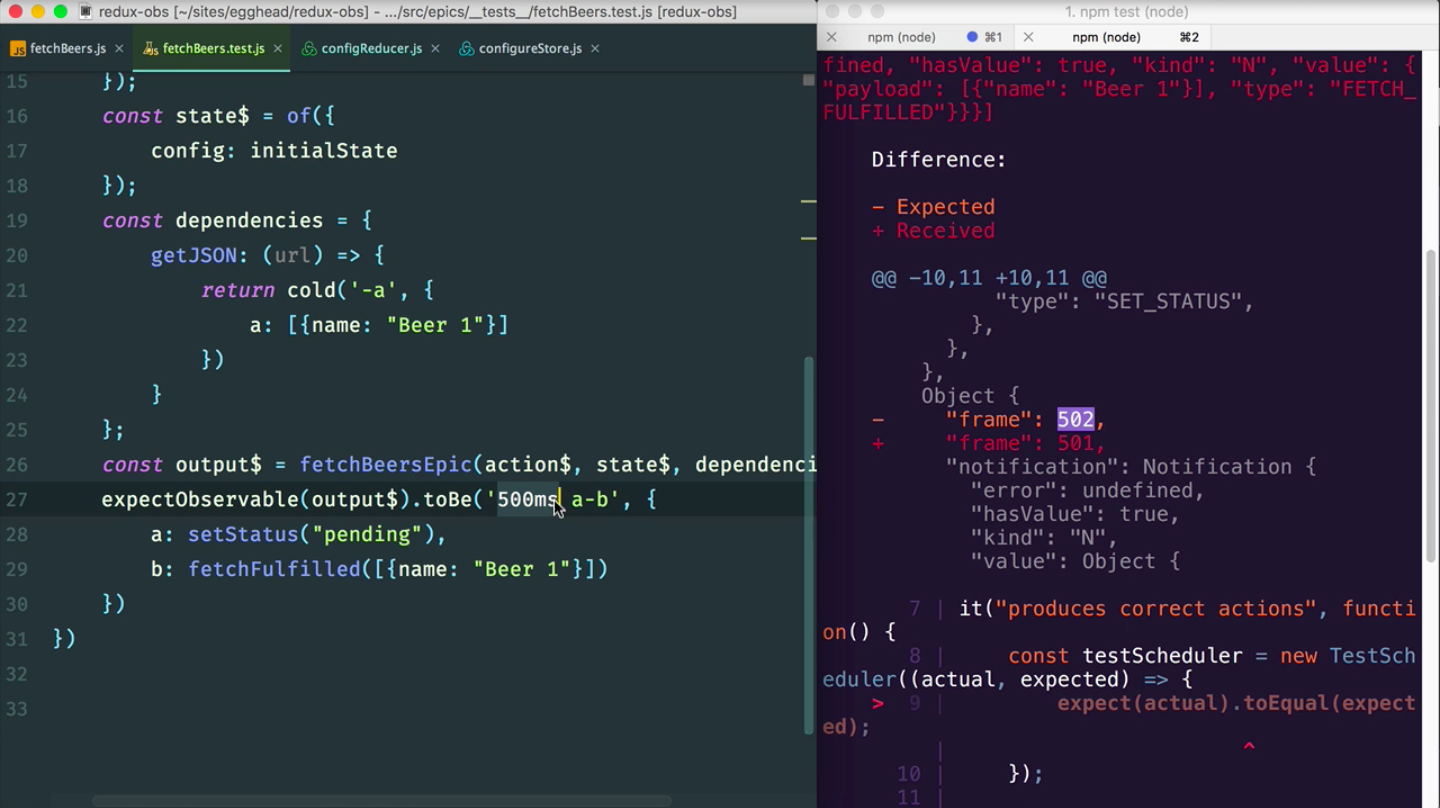 redux-obs [~/sites/egghead/redux-obs] - .../src/epics/__tests__/fetchBeers.test.js [redux-obs]
JS fetchBeers.js × fetchBeers.test.js × configReducer.js × configureStore.js ×
15 });
16 const state$ = of({
17 config: initialState
18 });
19 const dependencies = {
20 getJSON: (url) => {
21 return cold('-a', {
22 a: [{name: "Beer 1"}]
23 })
24 }
25 };
26 const output$ = fetchBeersEpic(action$, state$, dependenci
27 expectObservable(output$).toBe('500ms a-b', {
28 a: setStatus("pending"),
29 b: fetchFulfilled([{name: "Beer 1"}])
30 })
31 })
32
33
1. npm test (node)
× npm (node) ⌘1 × npm (node) ⌘2
fined, "hasValue": true, "kind": "N", "value": {
"payload": [{"name": "Beer 1"}], "type": "FETCH_
FULFILLED"}}}]
Difference:
- Expected
+ Received
@@ -10,11 +10,11 @@
"type": "SET_STATUS",
},
},
},
Object {
- "frame": 502,
+ "frame": 501,
"notification": Notification {
"error": undefined,
"hasValue": true,
"kind": "N",
"value": Object {
7 | it("produces correct actions", functi
on() {
8 | const testScheduler = new TestSch
eduler((actual, expected) => {
> 9 | expect(actual).toEqual(expect
ed);
| ^
10 | });
11 |